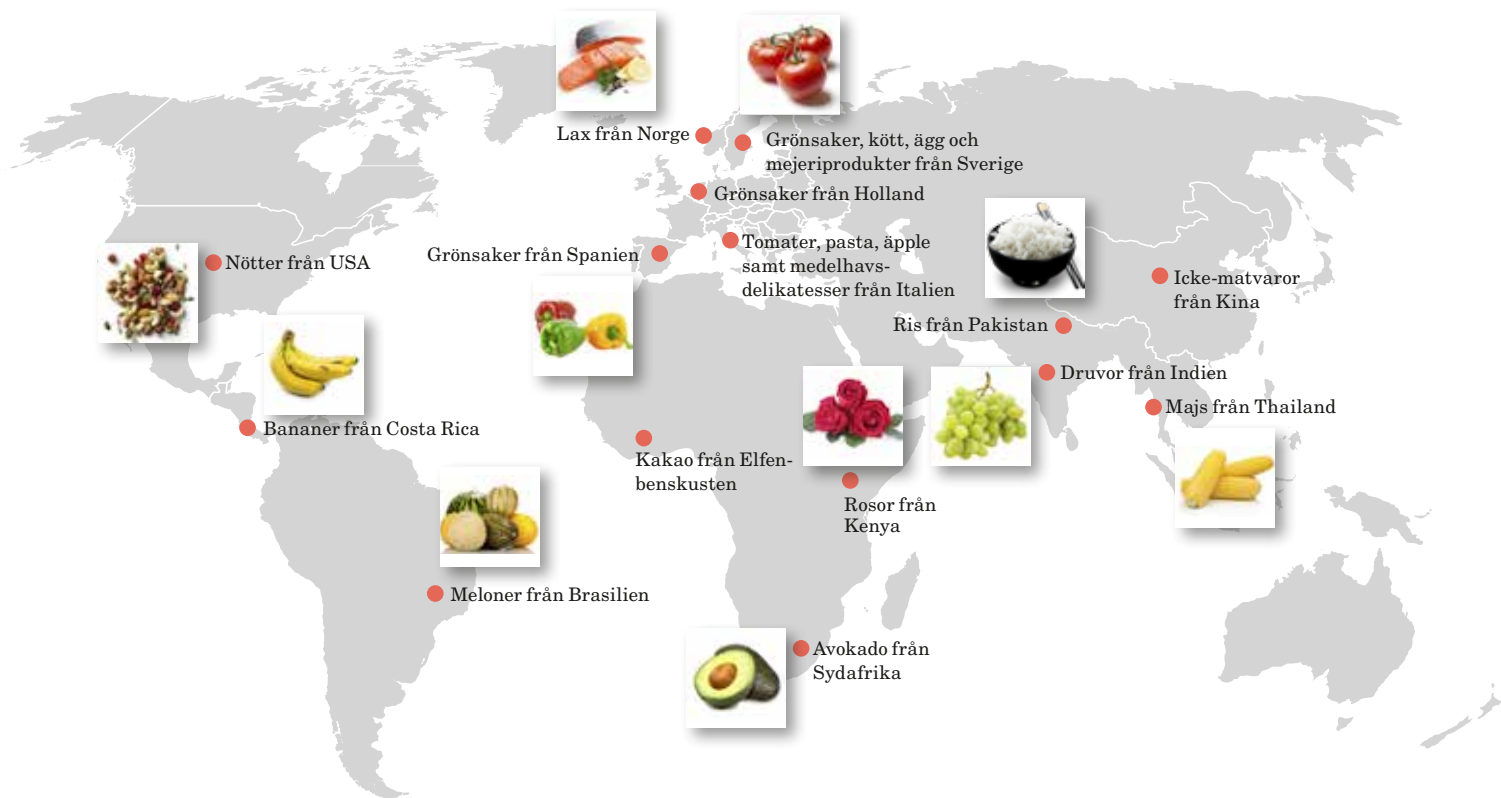 Lax från Norge
Grönsaker, kött, ägg och
mejeriprodukter från Sverige
Grönsaker från Holland
Grönsaker från Spanien
Tomater, pasta, äpple
samt medelhavs-
delikatesser från Italien
Nötter från USA
Icke-matvaror
från Kina
Ris från Pakistan
Druvor från Indien
Majs från Thailand
Bananer från Costa Rica
Kakao från Elfen-
benskusten
Rosor från
Kenya
Meloner från Brasilien
Avokado från
Sydafrika